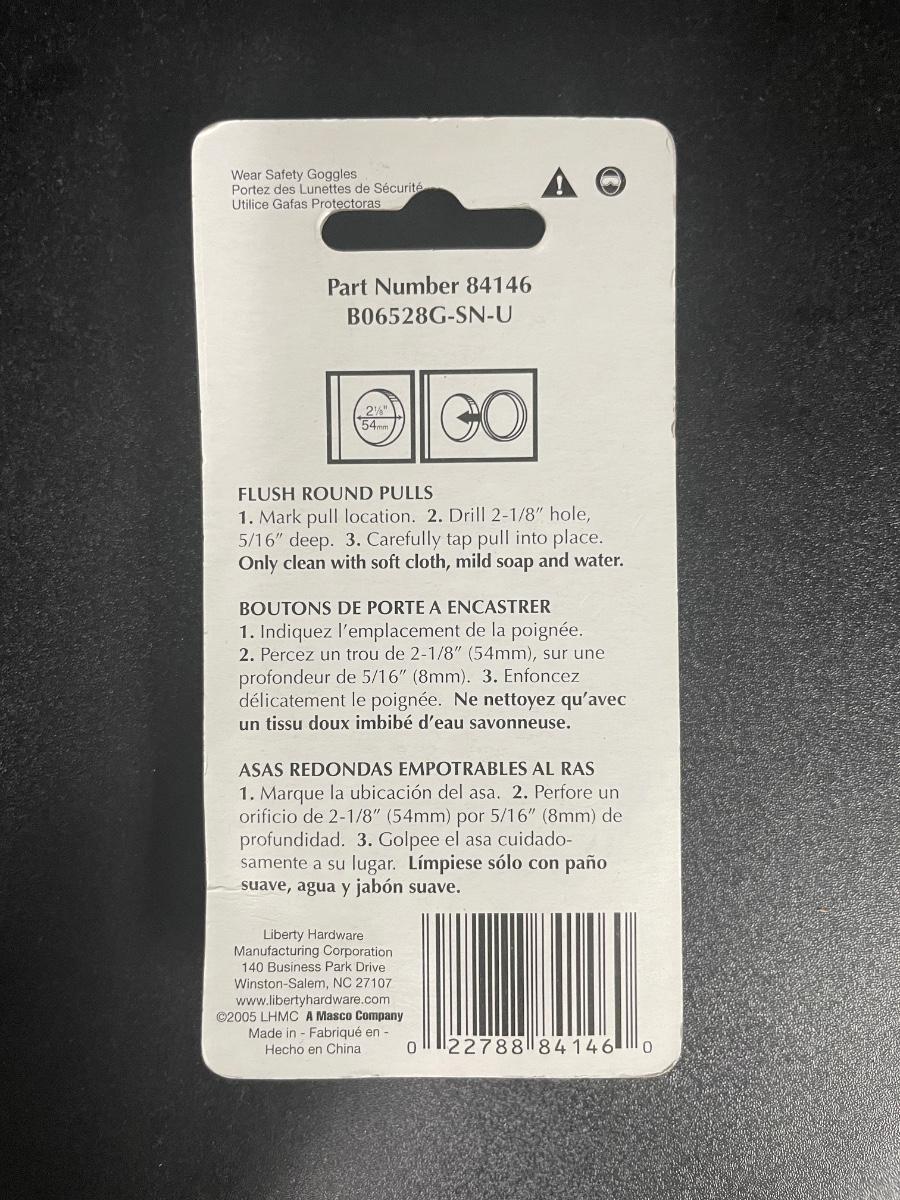 Wear Safety Goggles
Portez des Lunettes de Sécurité
Utilice Gafas Protectoras
Part Number 84146
B06528G-SN-U
2⅛"
54mm
FLUSH ROUND PULLS
1. Mark pull location. 2. Drill 2-1/8" hole,
5/16" deep. 3. Carefully tap pull into place.
Only clean with soft cloth, mild soap and water.
BOUTONS DE PORTE A ENCASTRER
1. Indiquez l'emplacement de la poignée.
2. Percez un trou de 2-1/8" (54mm), sur une
profondeur de 5/16" (8mm). 3. Enfoncez
délicatement le poignée. Ne nettoyez qu'avec
un tissu doux imbibé d'eau savonneuse.
ASAS REDONDAS EMPOTRABLES AL RAS
1. Marque la ubicación del asa. 2. Perfore un
orificio de 2-1/8" (54mm) por 5/16" (8mm) de
profundidad. 3. Golpee el asa cuidado-
samente a su lugar. Límpiese sólo con paño
suave, agua y jabón suave.
Liberty Hardware
Manufacturing Corporation
140 Business Park Drive
Winston-Salem, NC 27107
www.libertyhardware.com
©2005 LHMC A Masco Company
Made in - Fabriqué en -
Hecho en China
0 22788 84146 0